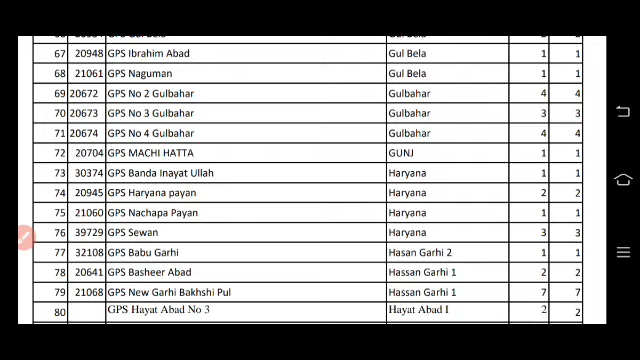 67 20948 GPS Ibrahim Abad Gul Bela 1 1
68 21061 GPS Naguman Gul Bela 1 1
69 20672 GPS No 2 Gulbahar Gulbahar 4 4
70 20673 GPS No 3 Gulbahar Gulbahar 3 3
71 20674 GPS No 4 Gulbahar Gulbahar 4 4
72 20704 GPS MACHI HATTA GUNJ 1 1
73 30374 GPS Banda Inayat Ullah Haryana 1 1
74 20945 GPS Haryana payan Haryana 2 2
75 21060 GPS Nachapa Payan Haryana 1 1
76 39729 GPS Sewan Haryana 3 3
77 32108 GPS Babu Garhi Hasan Garhi 2 1 1
78 20641 GPS Basheer Abad Hassan Garhi 1 2 2
79 21068 GPS New Garhi Bakhshi Pul Hassan Garhi 1 7 7
80 GPS Hayat Abad No 3 Hayat Abad I 2 2